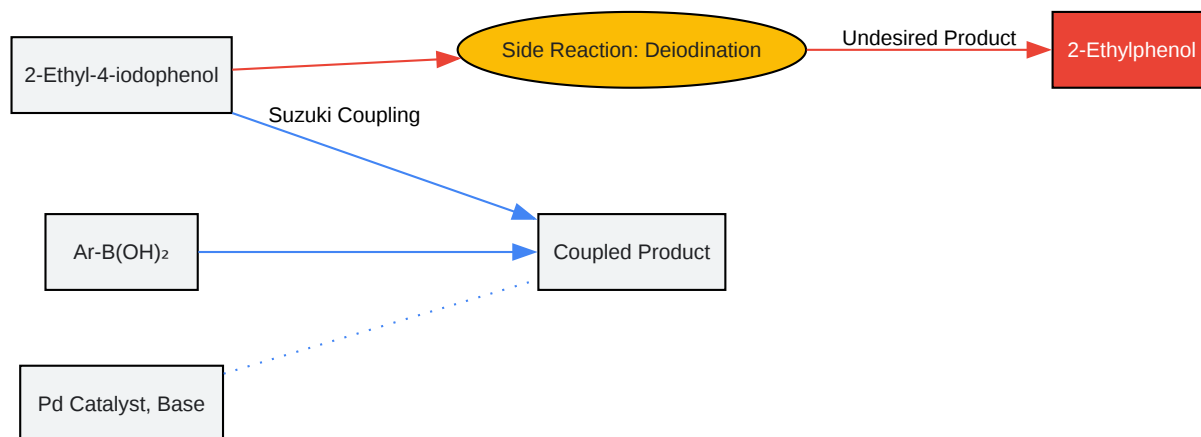 Side Reaction: Deiodination
Undesired Product
2-Ethylphenol
2-Ethyl-4-iodophenol
Suzuki Coupling
Ar-B(OH)₂
Coupled Product
Pd Catalyst, Base